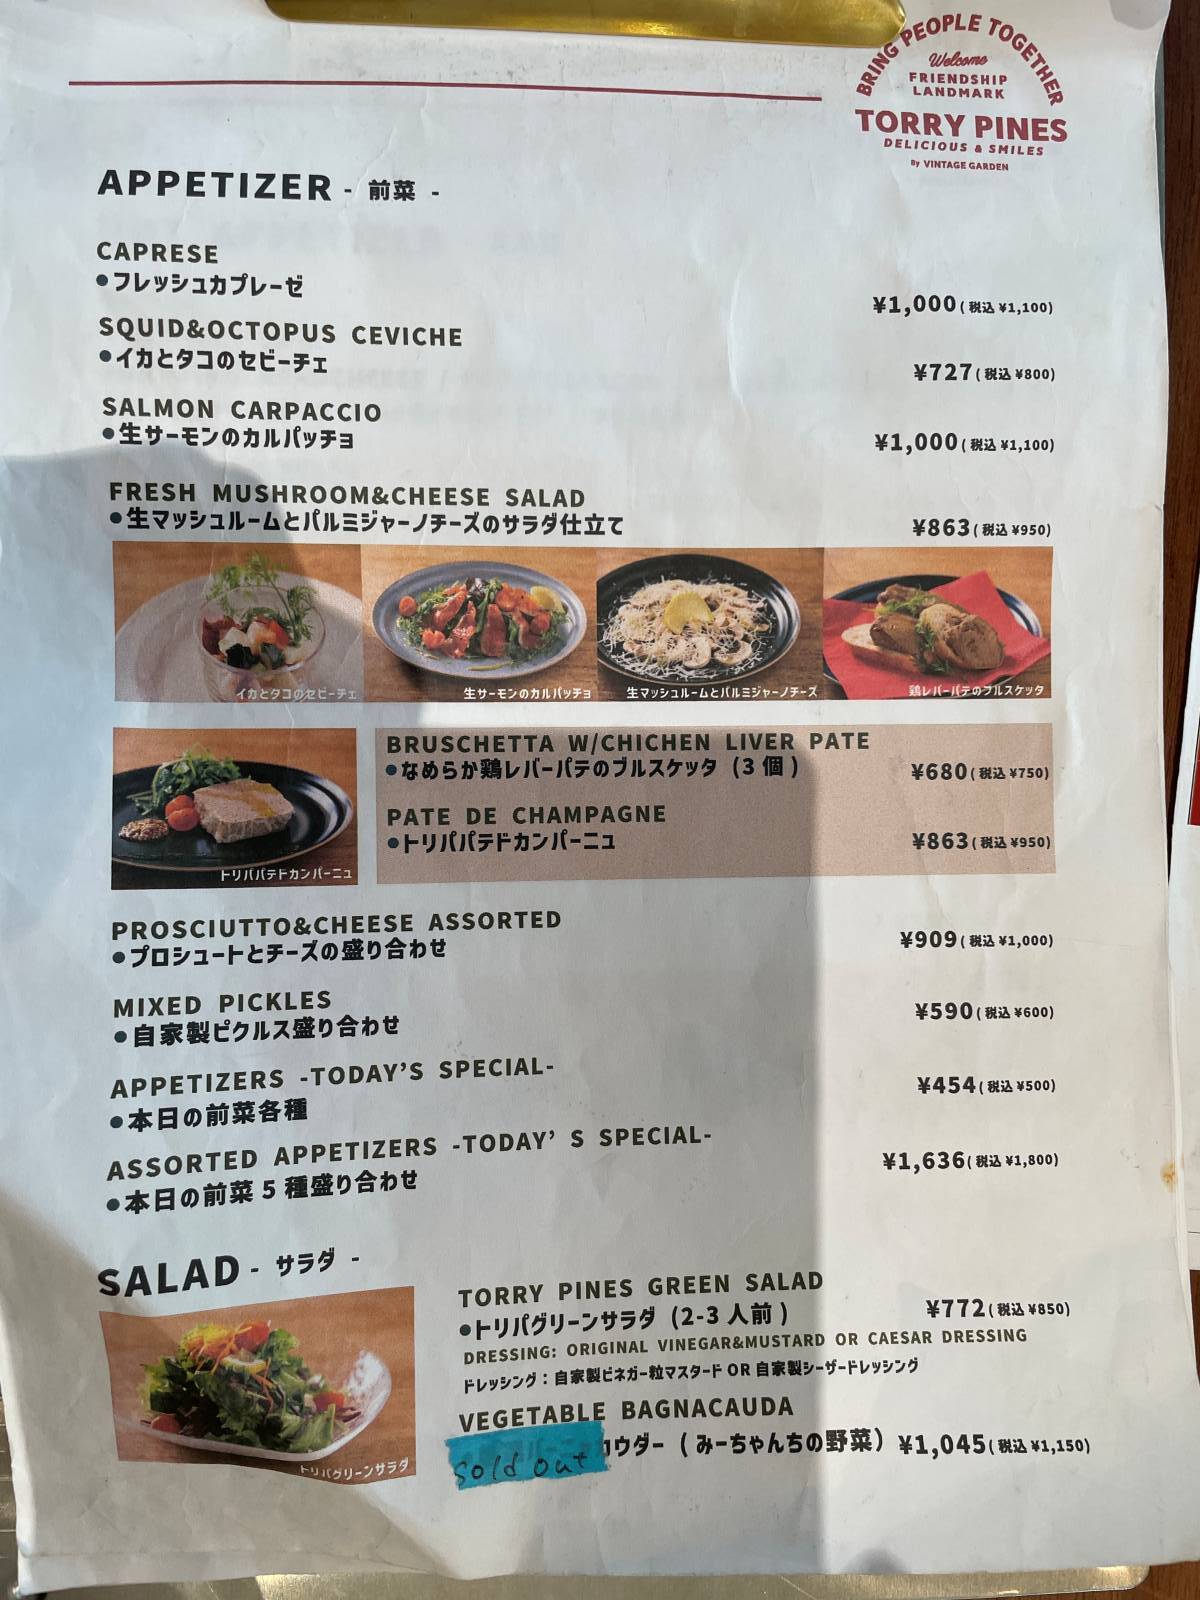 BRING PEOPLE TOGETHER
Welcome
FRIENDSHIP
LANDMARK
TORRY PINES
DELICIOUS & SMILES
By VINTAGE GARDEN
APPETIZER - 前菜 -
CAPRESE
●フレッシュカプレーゼ
¥1,000(税込¥1,100)
SQUID&OCTOPUS CEVICHE
●イカとタコのセビーチェ
¥727(税込¥800)
SALMON CARPACCIO
●生サーモンのカルパッチョ
¥1,000(税込¥1,100)
FRESH MUSHROOM&CHEESE SALAD
●生マッシュルームとパルミジャーノチーズのサラダ仕立て
¥863(税込¥950)
イカとタコのセビーチェ
生サーモンのカルパッチョ
生マッシュルームとパルミジャーノチーズ
鶏レバーパテのブルスケッタ
BRUSCHETTA W/CHICHEN LIVER PATE
●なめらか鶏レバーパテのブルスケッタ (3個)
¥680(税込¥750)
PATE DE CHAMPAGNE
●トリパパテドカンパーニュ
¥863(税込¥950)
トリパパテドカンパーニュ
PROSCIUTTO&CHEESE ASSORTED
●プロシュートとチーズの盛り合わせ
¥909(税込¥1,000)
MIXED PICKLES
●自家製ピクルス盛り合わせ
¥590(税込¥600)
APPETIZERS -TODAY'S SPECIAL-
●本日の前菜各種
¥454(税込¥500)
ASSORTED APPETIZERS -TODAY' S SPECIAL-
●本日の前菜5種盛り合わせ
¥1,636(税込¥1,800)
SALAD - サラダ -
トリパグリーンサラダ
TORRY PINES GREEN SALAD
●トリパグリーンサラダ (2-3人前)
¥772(税込¥850)
DRESSING: ORIGINAL VINEGAR&MUSTARD OR CAESAR DRESSING
ドレッシング：自家製ビネガー粒マスタード OR 自家製シーザードレッシング
VEGETABLE BAGNACAUDA
カウダー (みーちゃんちの野菜) ¥1,045(税込¥1,150)
Sold out